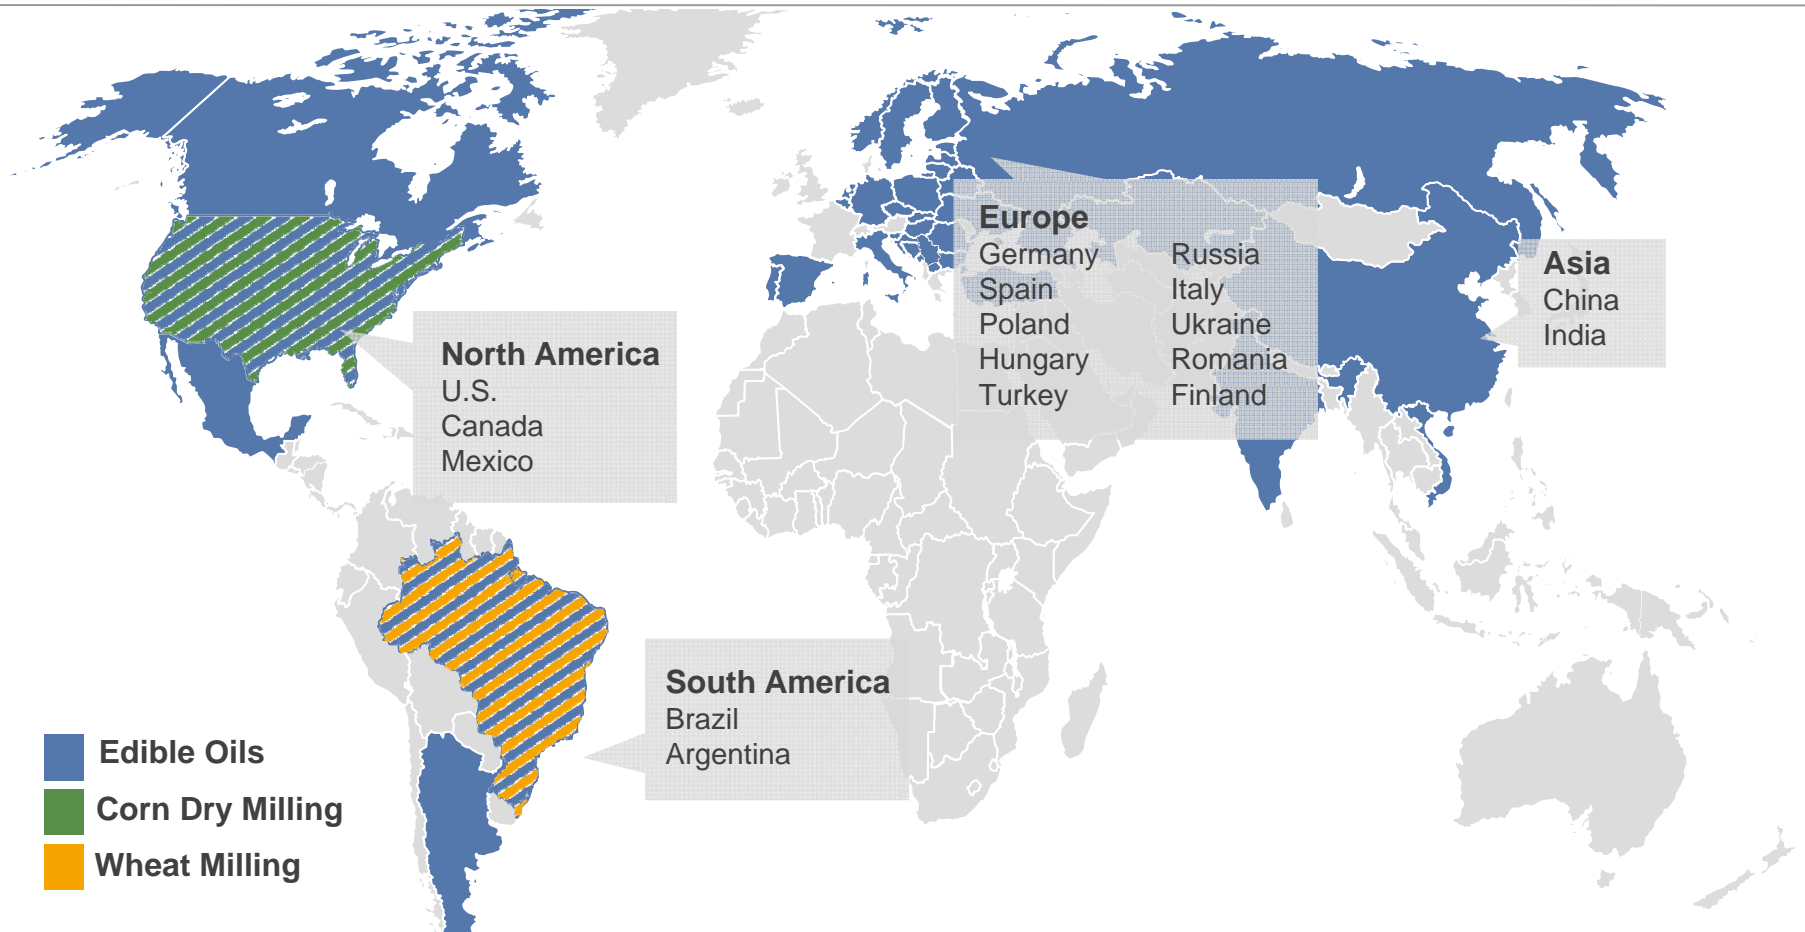 Europe
Germany Russia
Spain Italy
Poland Ukraine
Hungary Romania
Turkey Finland
Asia
China
India
North America
U.S.
Canada
Mexico
South America
Brazil
Argentina
Edible Oils
Corn Dry Milling
Wheat Milling